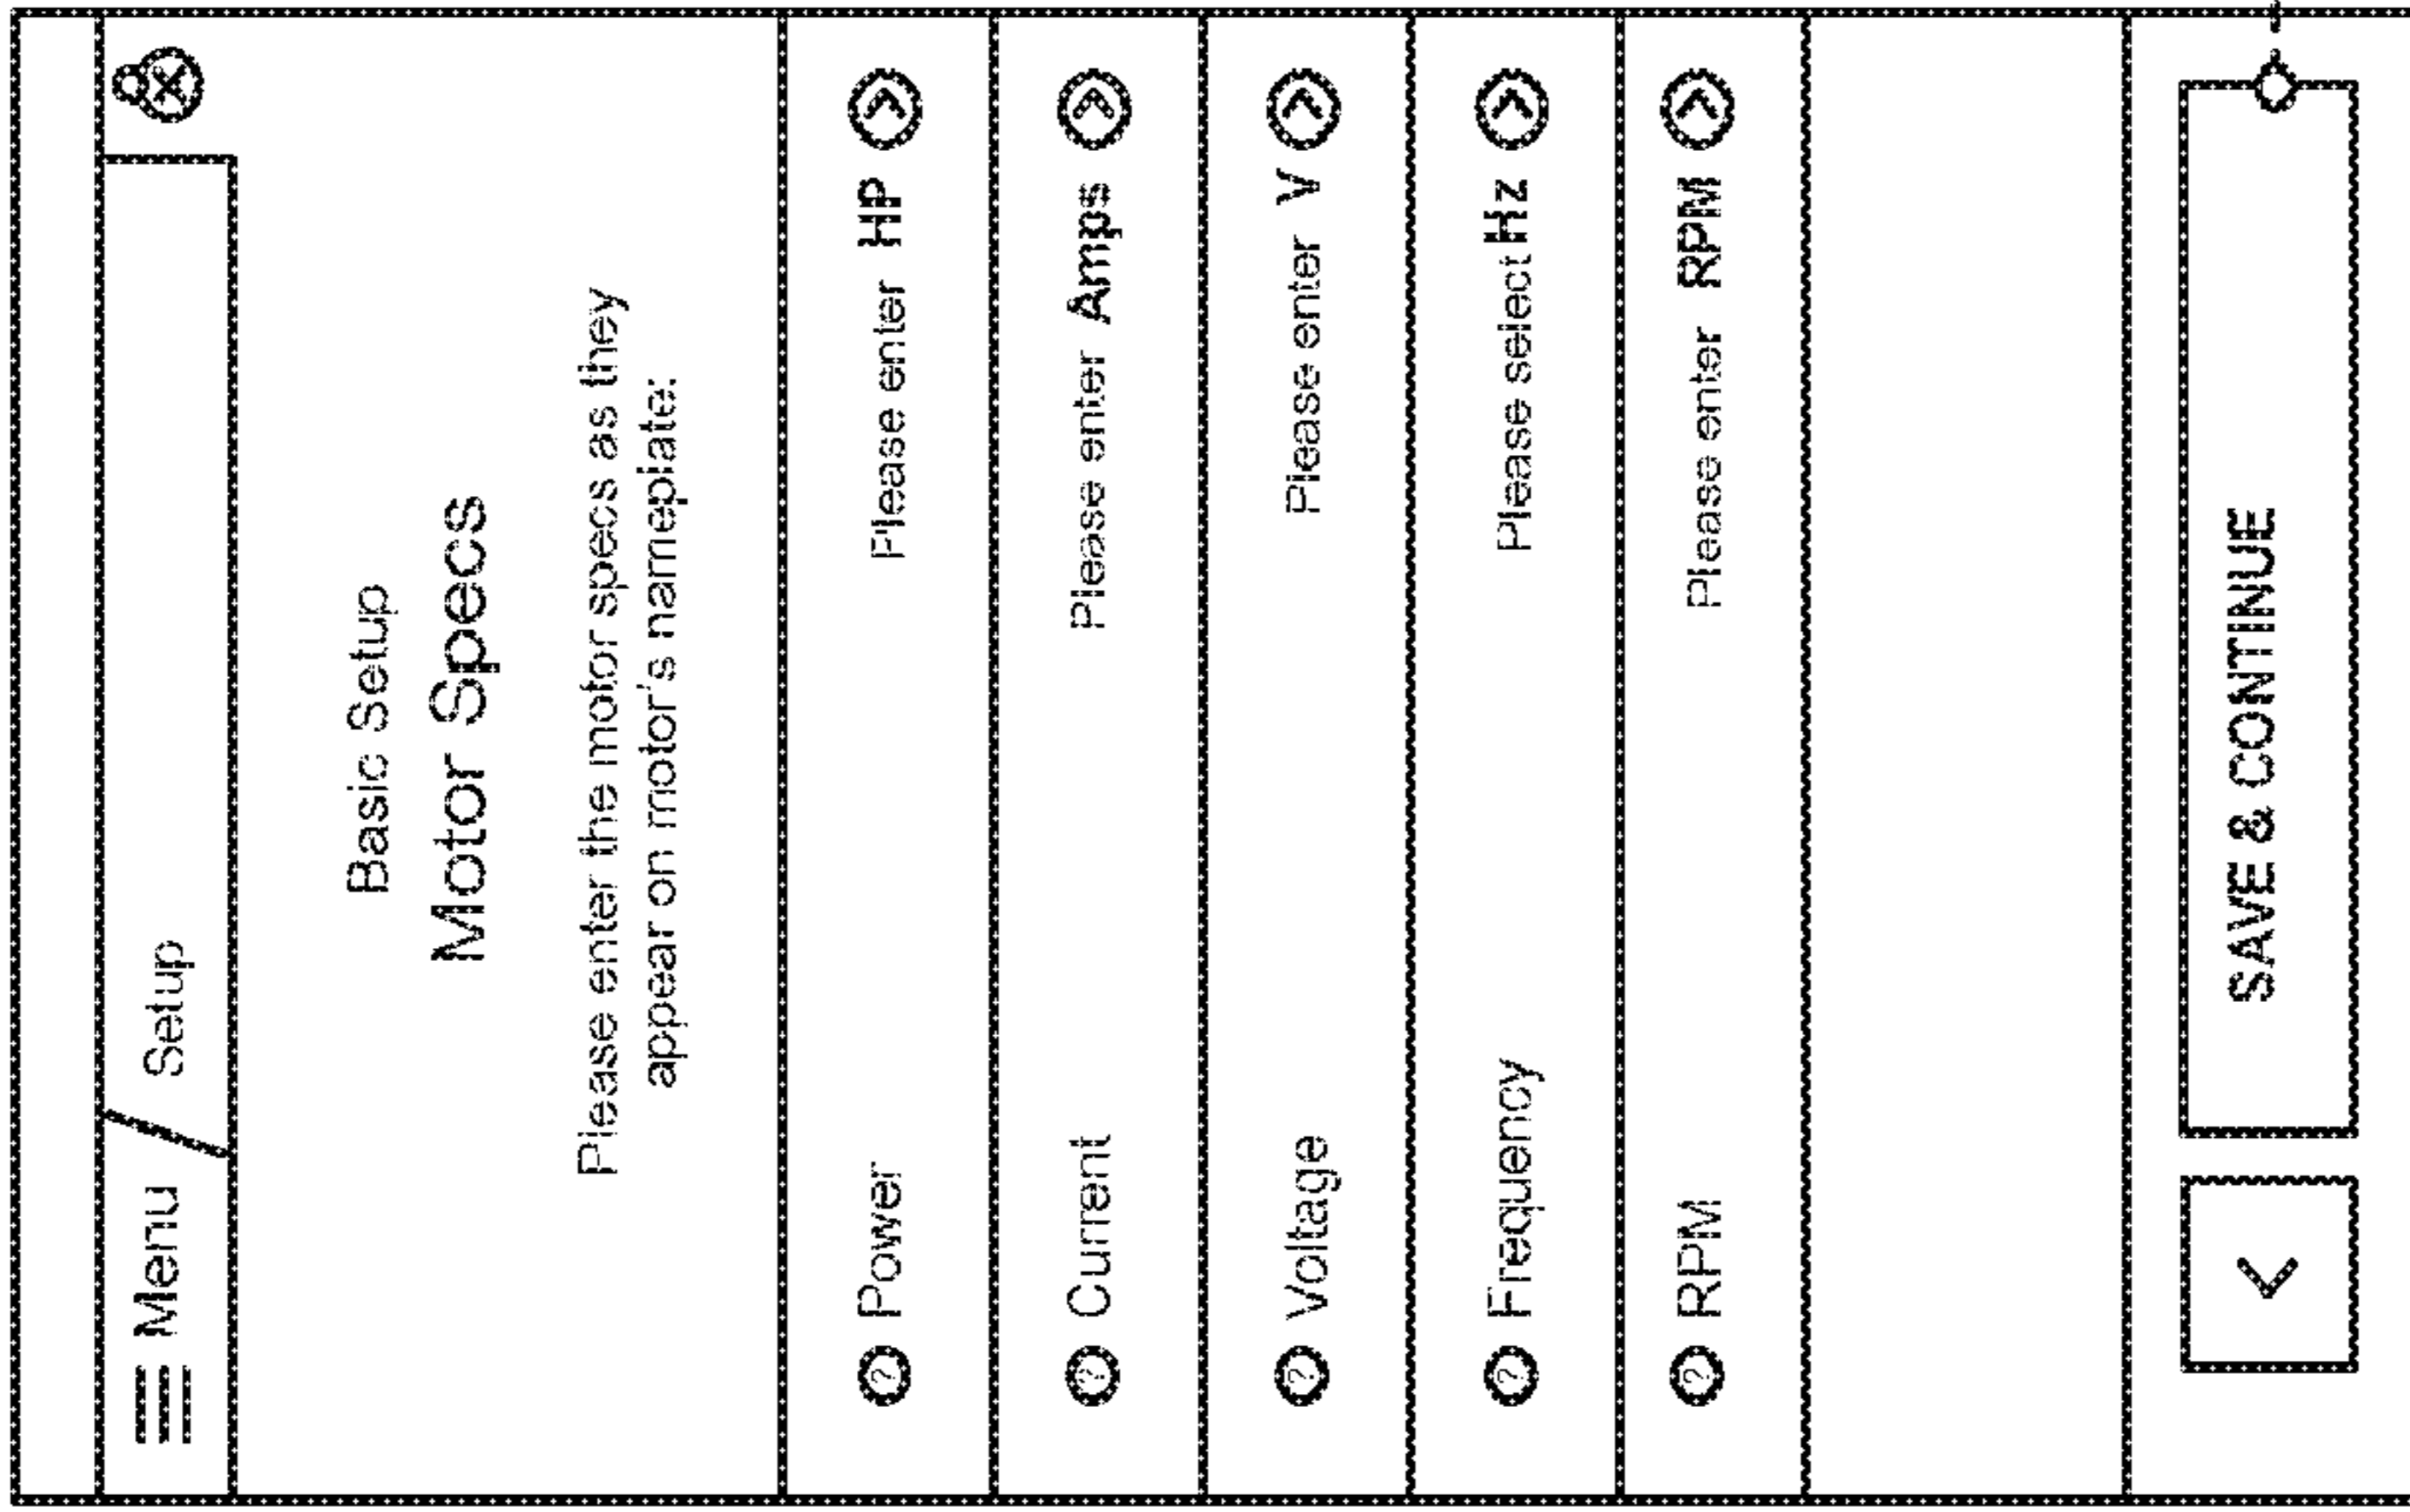 Menu Setup
Basic Setup
Motor Specs
Please enter the motor specs as they
appear on motor's nameplate:
? Power Please enter HP
? Current Please enter Amps
? Voltage Please enter V
? Frequency Please select Hz
? RPM Please enter RPM
SAVE & CONTINUE